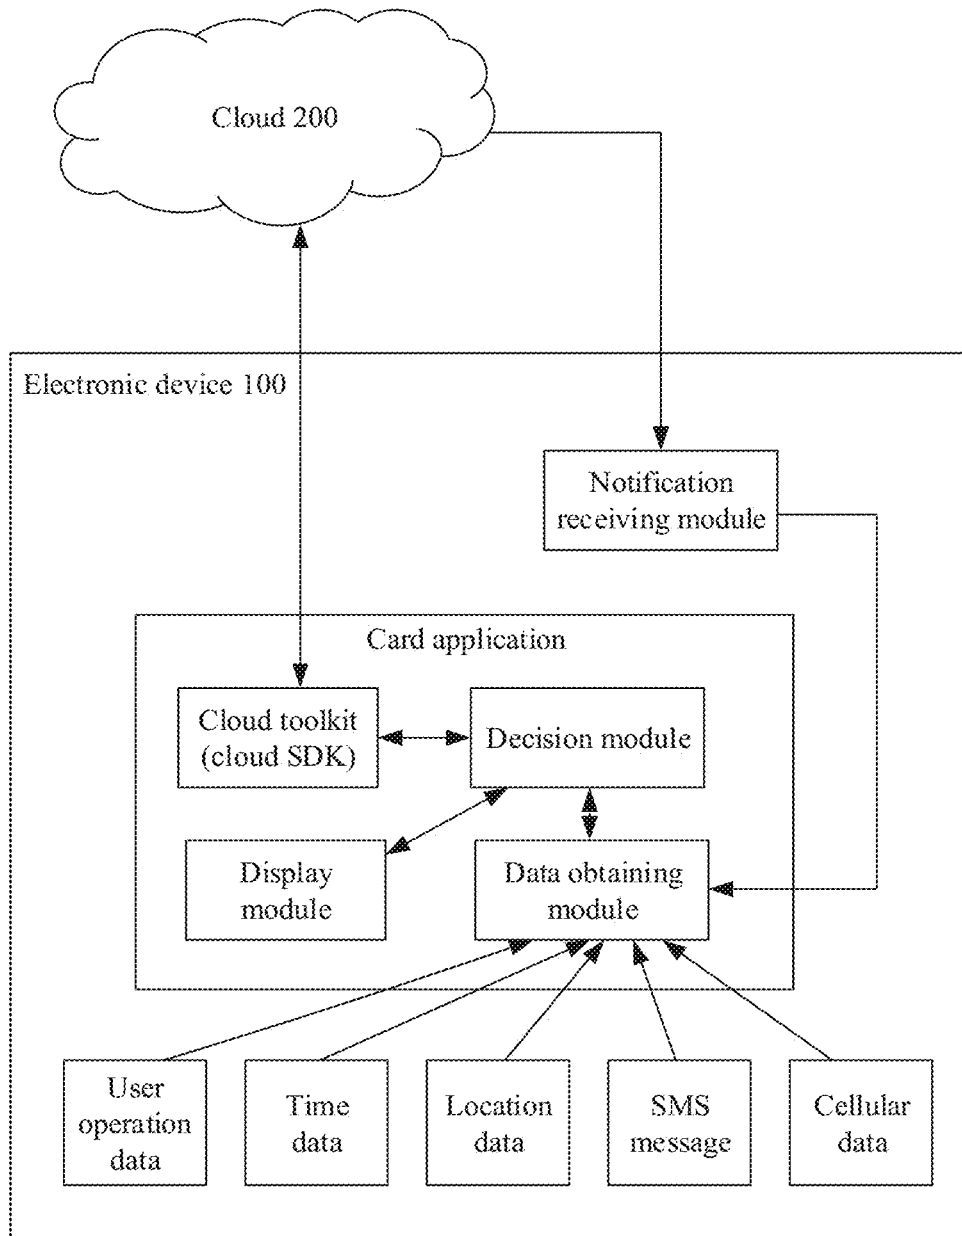 Cloud 200
Electronic device 100
Notification
receiving module
Card application
Cloud toolkit
(cloud SDK)
Decision module
Display
module
Data obtaining
module
User
operation
data
Time
data
Location
data
SMS
message
Cellular
data